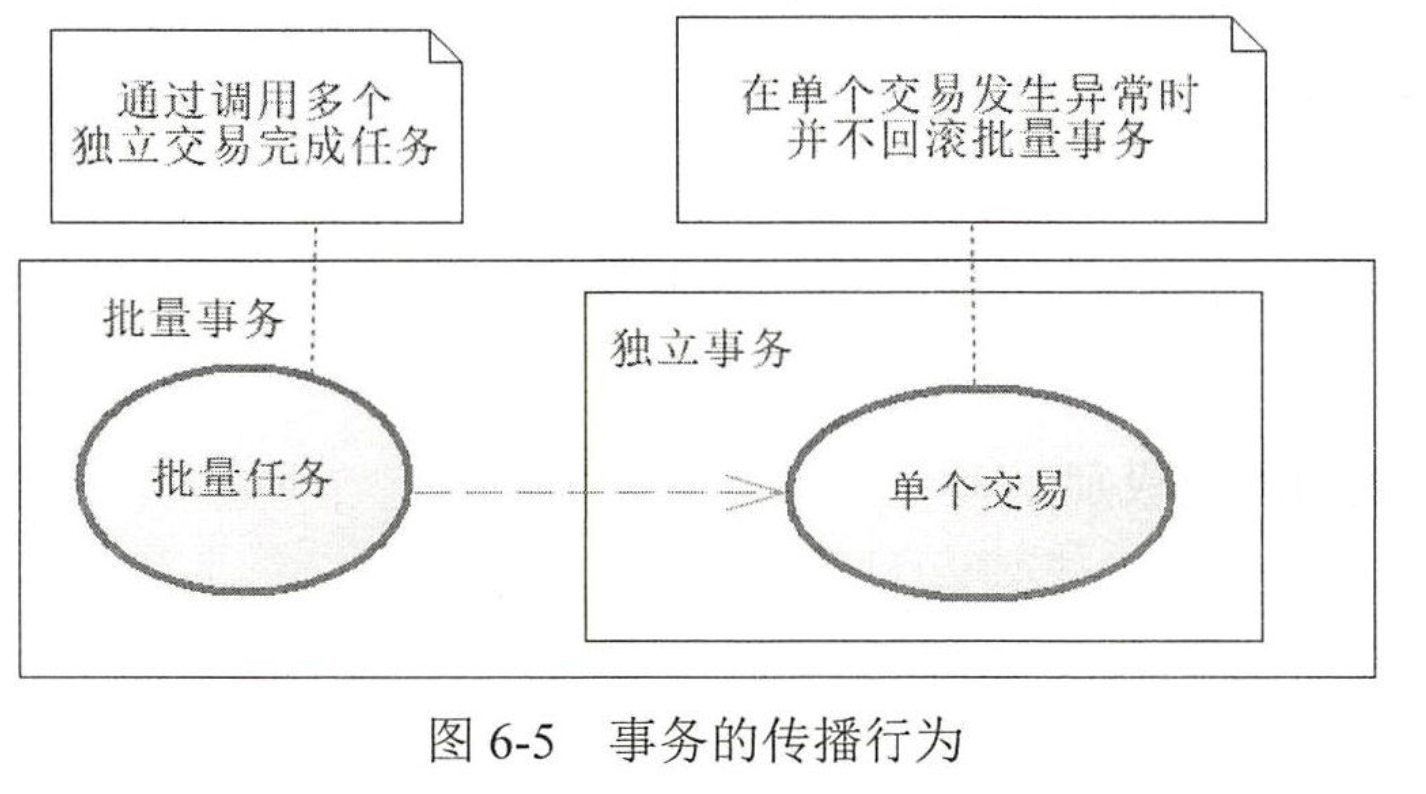 通过调用多个
独立交易完成任务
在单个交易发生异常时
并不回滚批量事务
批量事务
独立事务
批量任务
单个交易
图 6-5 事务的传播行为